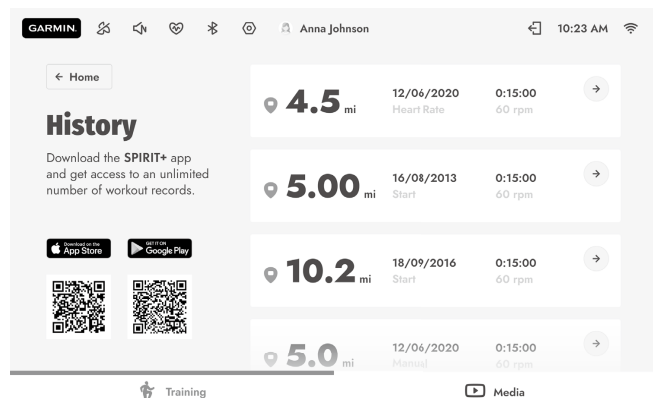 GARMIN.
N
Anna Johnson
10:23 AM
← Home
History
Download the SPIRIT+ app
and get access to an unlimited
number of workout records.
Download on the
App Store
GET IT ON
Google Play
4.5 mi
12/06/2020
Heart Rate
0:15:00
60 rpm
5.00 mi
16/08/2013
Start
0:15:00
60 rpm
10.2 mi
18/09/2016
Start
0:15:00
60 rpm
5.0 mi
12/06/2020
Manual
0:15:00
60 rpm
Training
Media